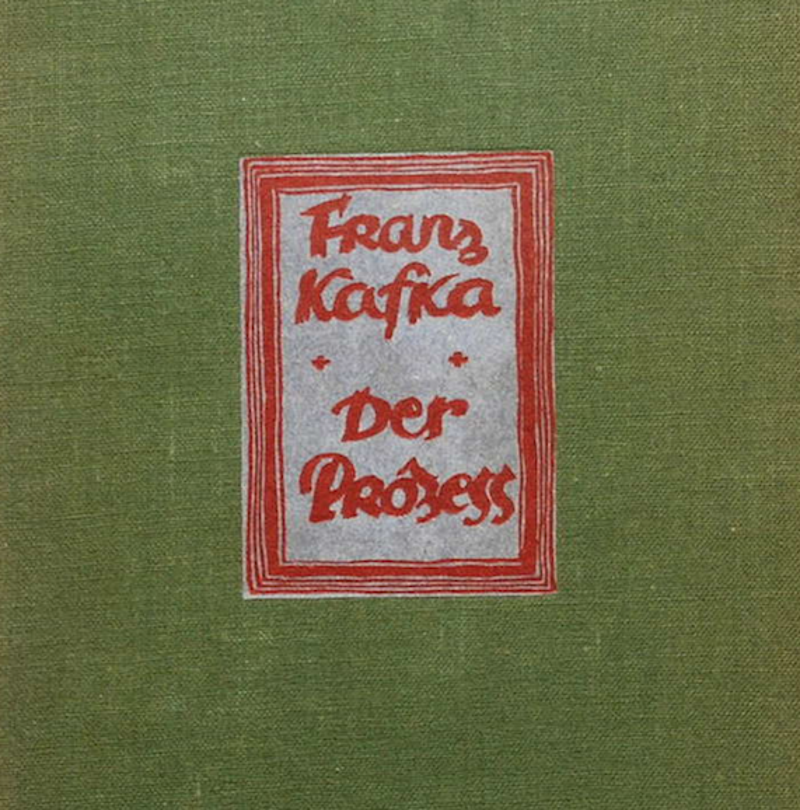 Franz
Kafka
Der
Prozess